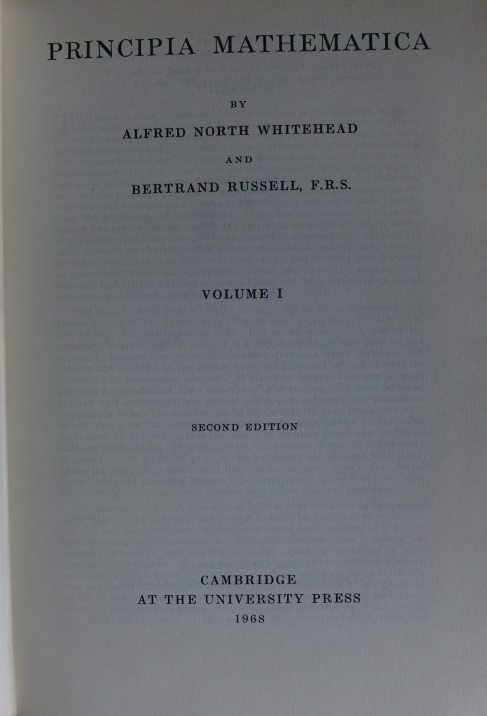 PRINCIPIA MATHEMATICA
BY
ALFRED NORTH WHITEHEAD
AND
BERTRAND RUSSELL, F.R.S.
VOLUME I
SECOND EDITION
CAMBRIDGE
AT THE UNIVERSITY PRESS
1968